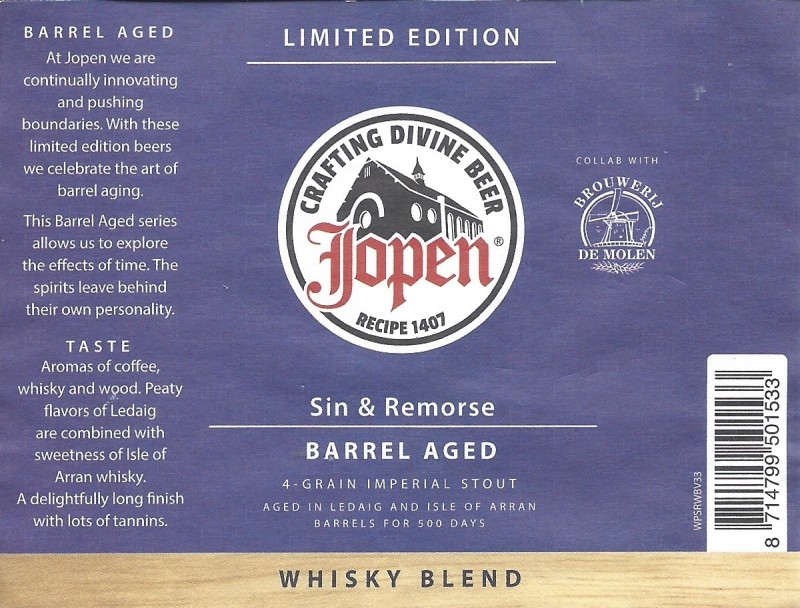 BARREL AGED
At Jopen we are
continually innovating
and pushing
boundaries. With these
limited edition beers
we celebrate the art of
barrel aging.
This Barrel Aged series
allows us to explore
the effects of time. The
spirits leave behind
their own personality.
TASTE
Aromas of coffee,
whisky and wood. Peaty
flavors of Ledaig
are combined with
sweetness of Isle of
Arran whisky.
A delightfully long finish
with lots of tannins.
LIMITED EDITION
CRAFTING DIVINE BEER
Jopen®
RECIPE 1407
Sin & Remorse
BARREL AGED
4-GRAIN IMPERIAL STOUT
AGED IN LEDAIG AND ISLE OF ARRAN
BARRELS FOR 500 DAYS
COLLAB WITH
BROUWERIJ
DE MOLEN
WPSRWBV33
8 714799 501533
WHISKY BLEND